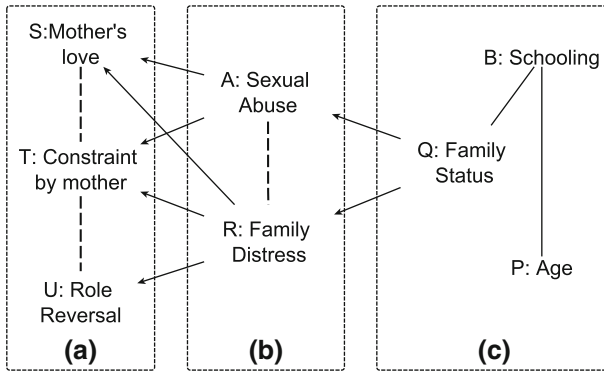 S:Mother's
love
T: Constraint
by mother
U: Role
Reversal
(a)
A: Sexual
Abuse
R: Family
Distress
(b)
B: Schooling
Q: Family
Status
P: Age
(c)